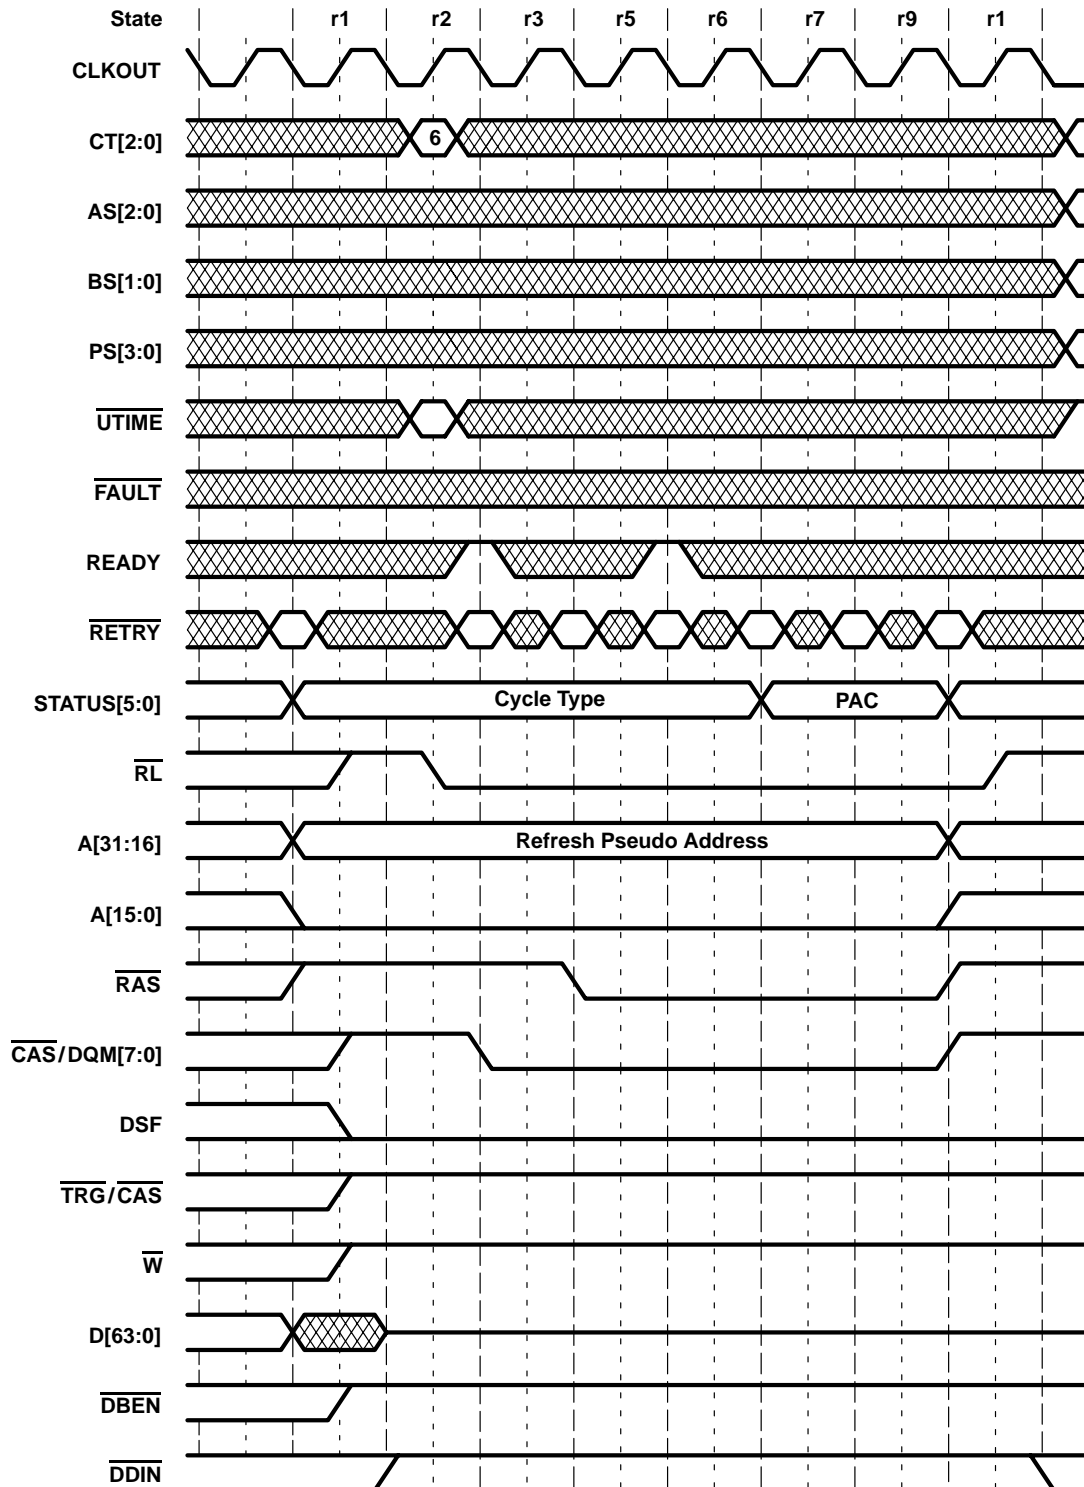 State r1 r2 r3 r5 r6 r7 r9 r1
CLKOUT
CT[2:0] 6
AS[2:0]
BS[1:0]
PS[3:0]
UTIME
FAULT
READY
RETRY
STATUS[5:0] Cycle Type PAC
RL
A[31:16] Refresh Pseudo Address
A[15:0]
RAS
CAS/DQM[7:0]
DSF
TRG/CAS
W
D[63:0]
DBEN
DDIN